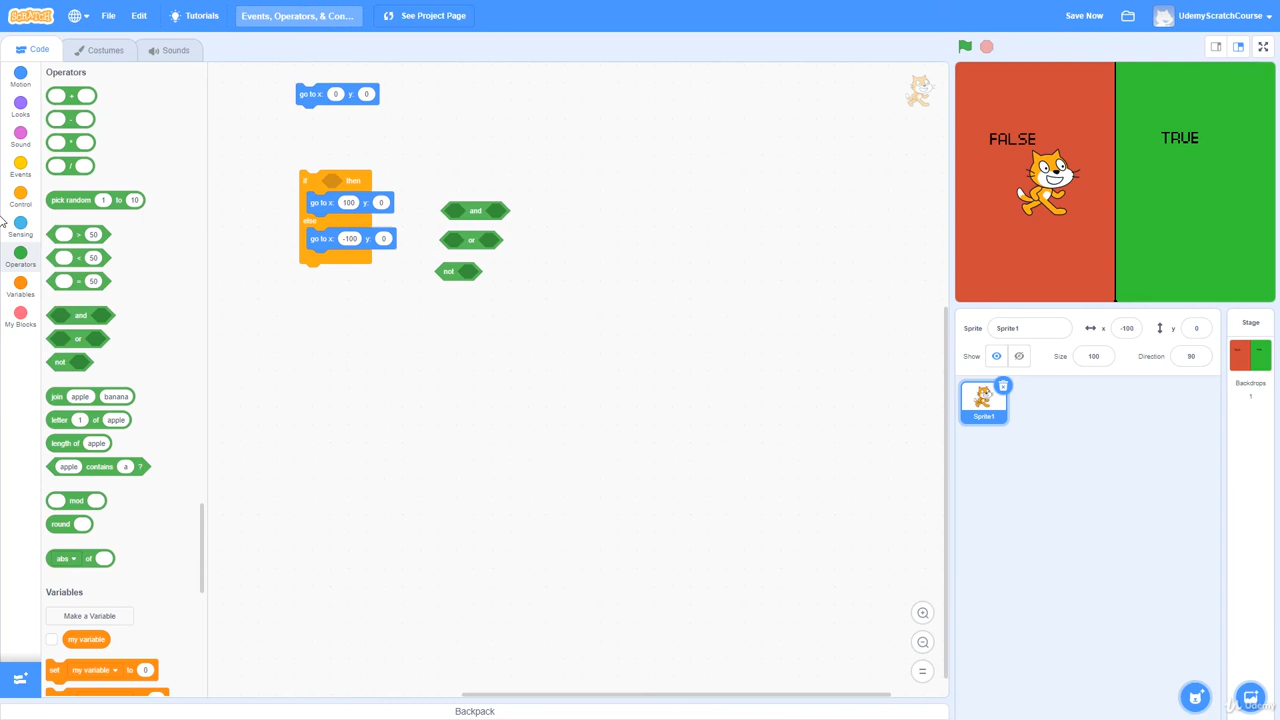 SCRATCH
File
Edit
Tutorials
Events, Operators, & Con...
See Project Page
Save Now
UdemyScratchCourse
Code
Costumes
Sounds
Motion
Looks
Sound
Events
Control
Sensing
Operators
Variables
My Blocks
Operators
+
-
*
/
pick random 1 to 10
> 50
< 50
= 50
and
or
not
join apple banana
letter 1 of apple
length of apple
apple contains a ?
mod
round
abs of
Variables
Make a Variable
my variable
set my variable to 0
go to x: 0 y: 0
if then
go to x: 100 y: 0
else
go to x: -100 y: 0
and
or
not
FALSE
TRUE
Sprite Sprite1 x -100 y 0
Show Size 100 Direction 90
Sprite1
Stage
Backdrops
1
Backpack
Udemy